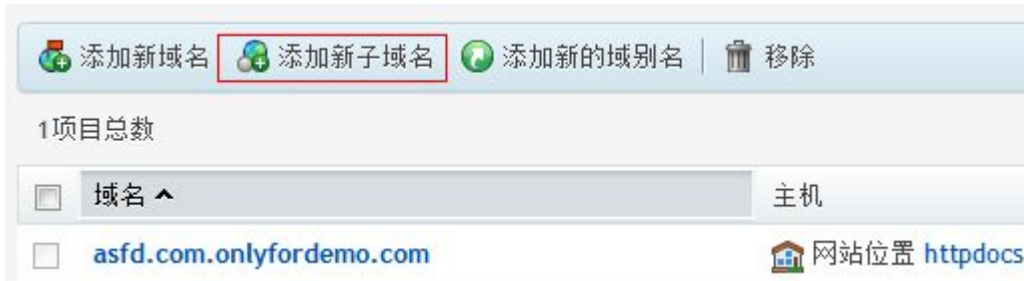 添加新域名 添加新子域名 添加新的域别名 移除
1项目总数
域名 主机
asfd.com.onlyfordemo.com 网站位置 httpdocs